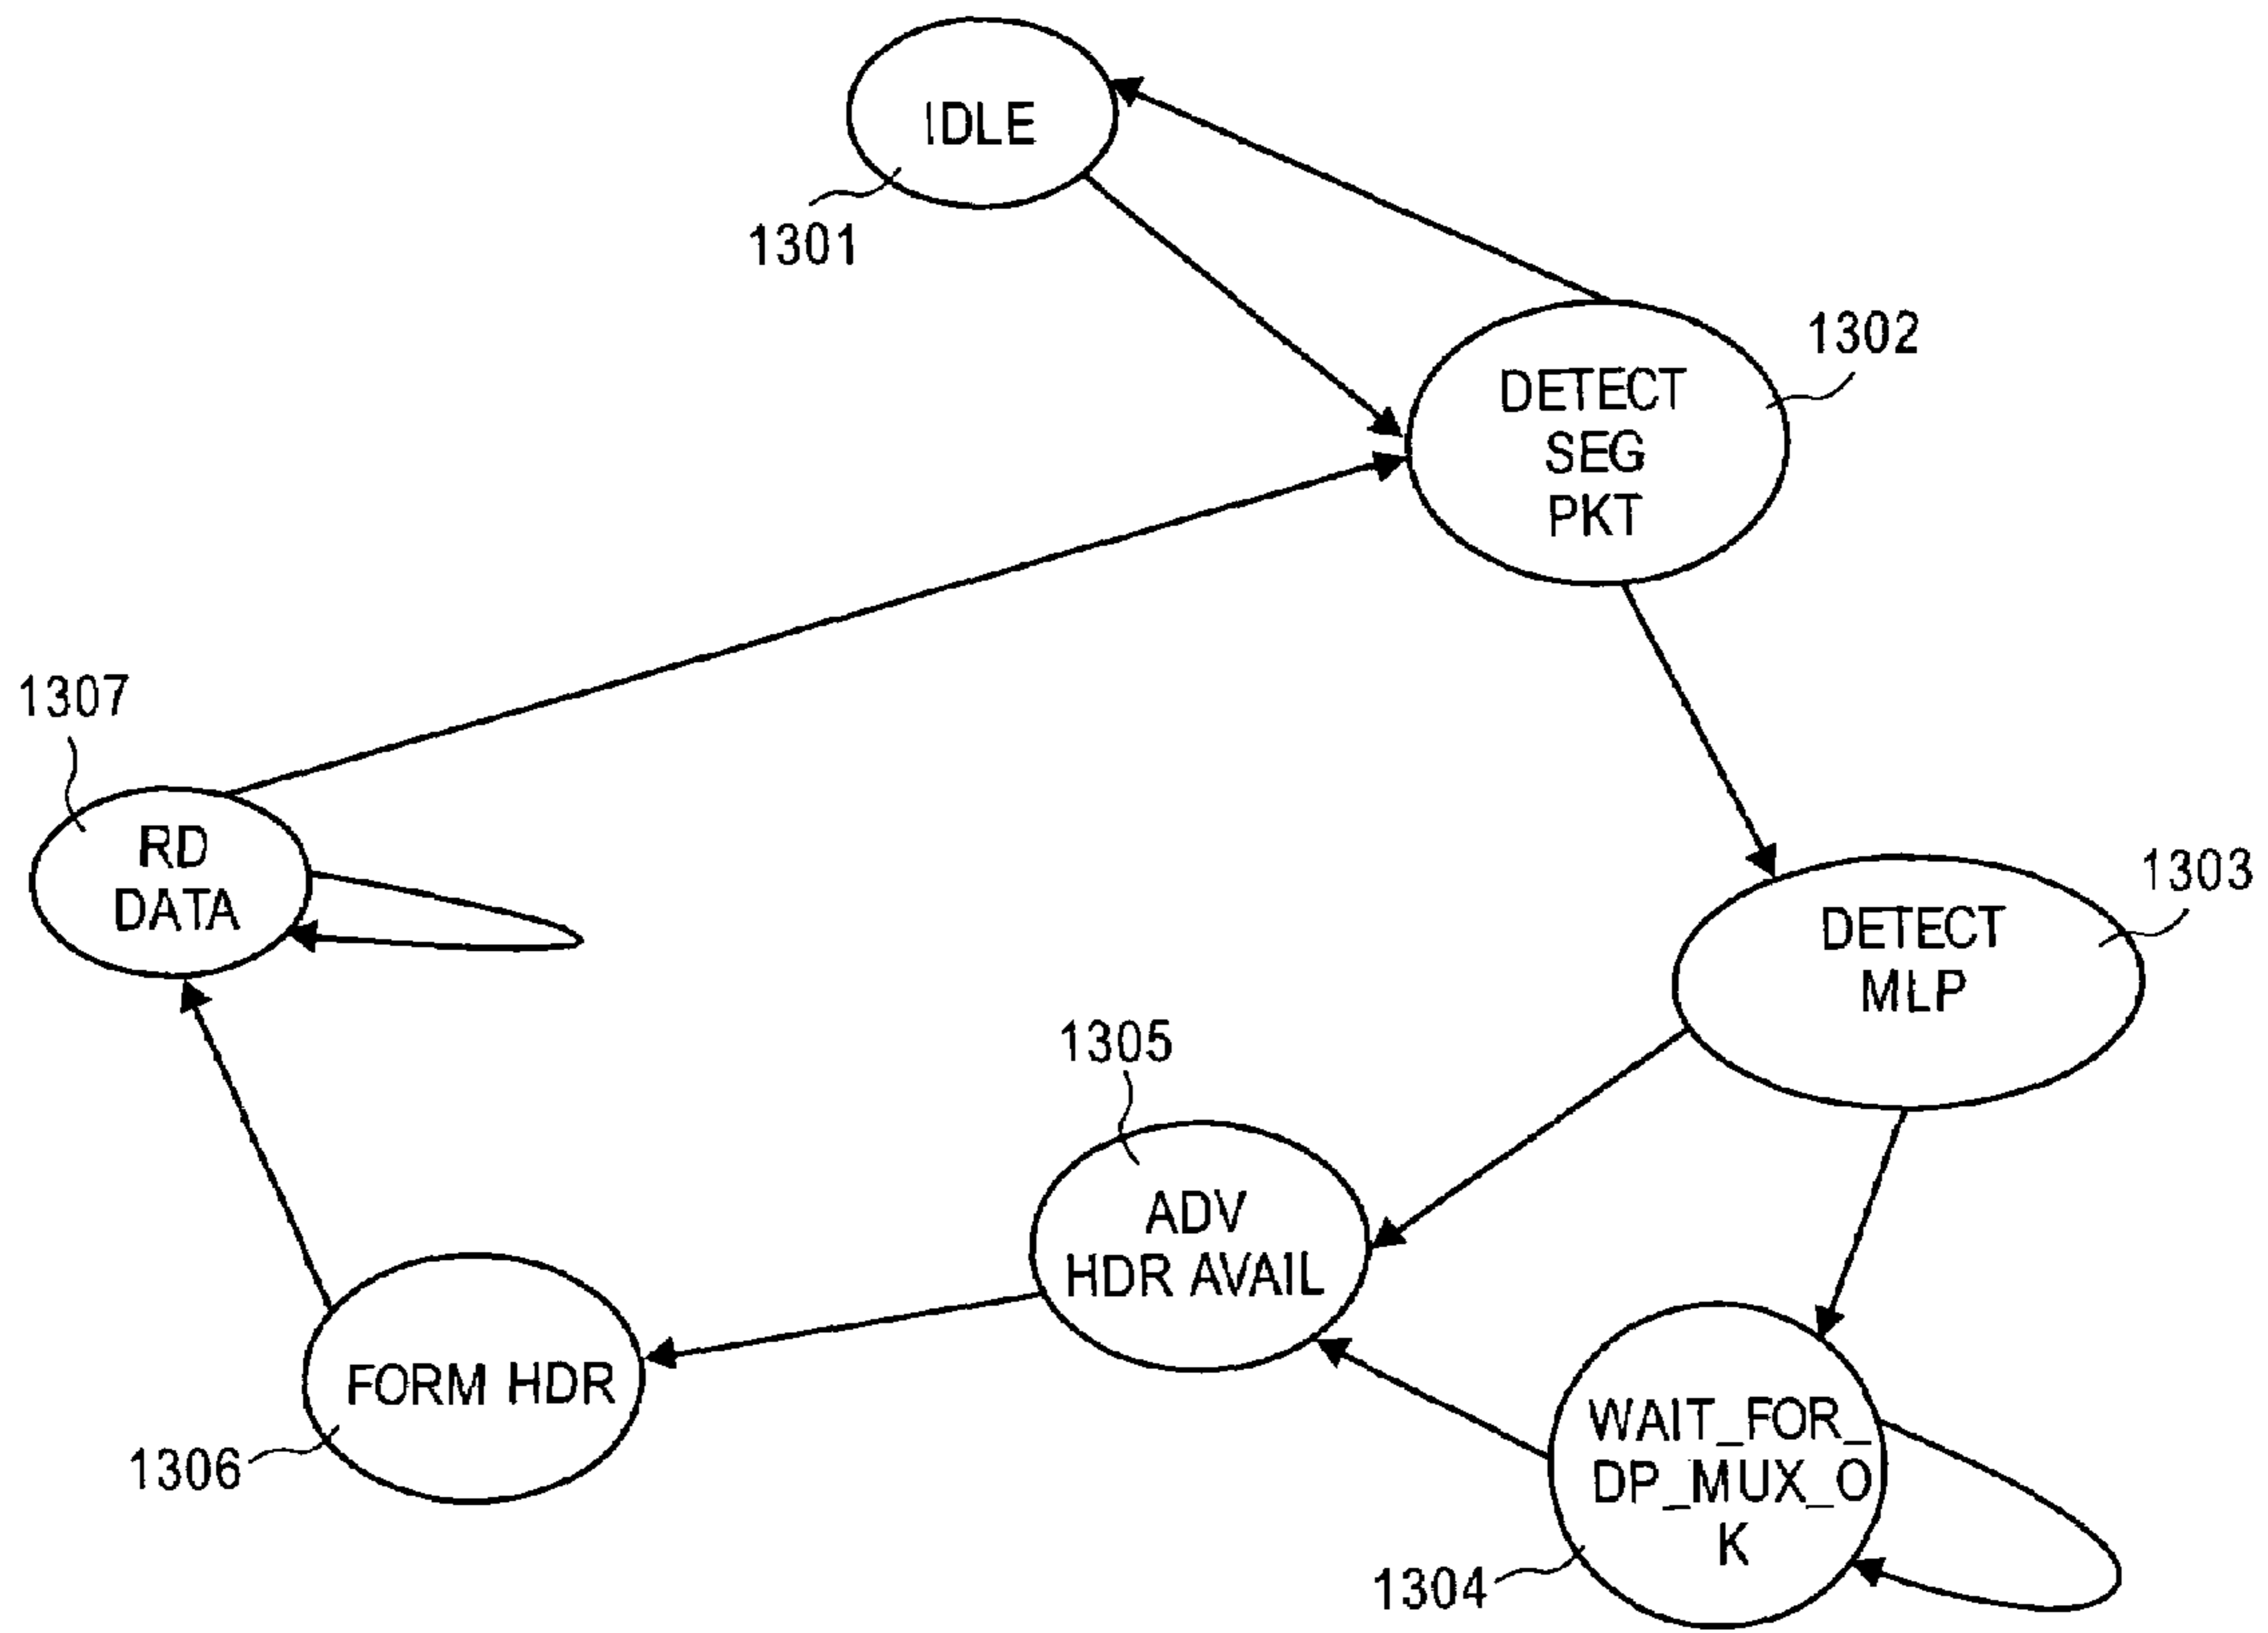 IDLE
1301
1302
DETECT
SEG
PKT
1307
RD
DATA
1303
DETECT
MLP
1305
ADV
HDR AVAIL
FORM HDR
1306
WAIT_FOR_
DP_MUX_O
K
1304